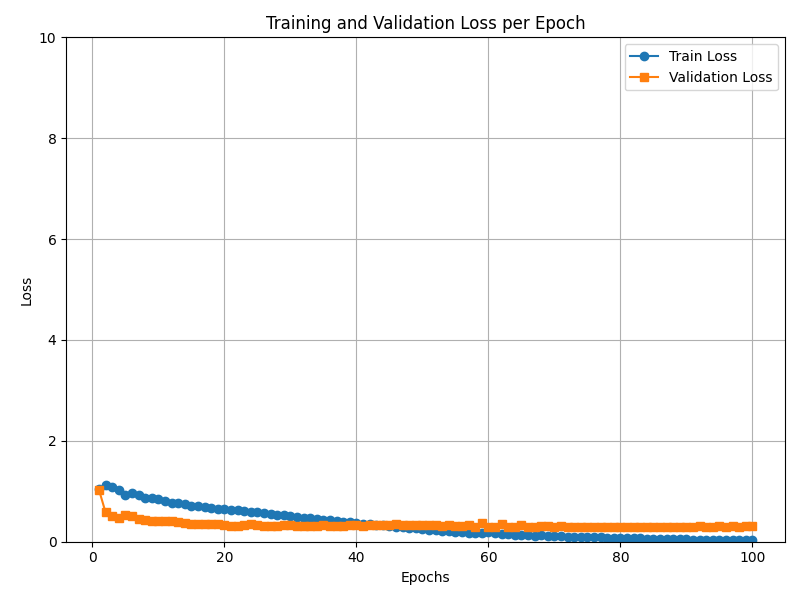 Training and Validation Loss per Epoch
10
8
6
4
2
0
Loss
Train Loss
Validation Loss
0 20 40 60 80 100
Epochs